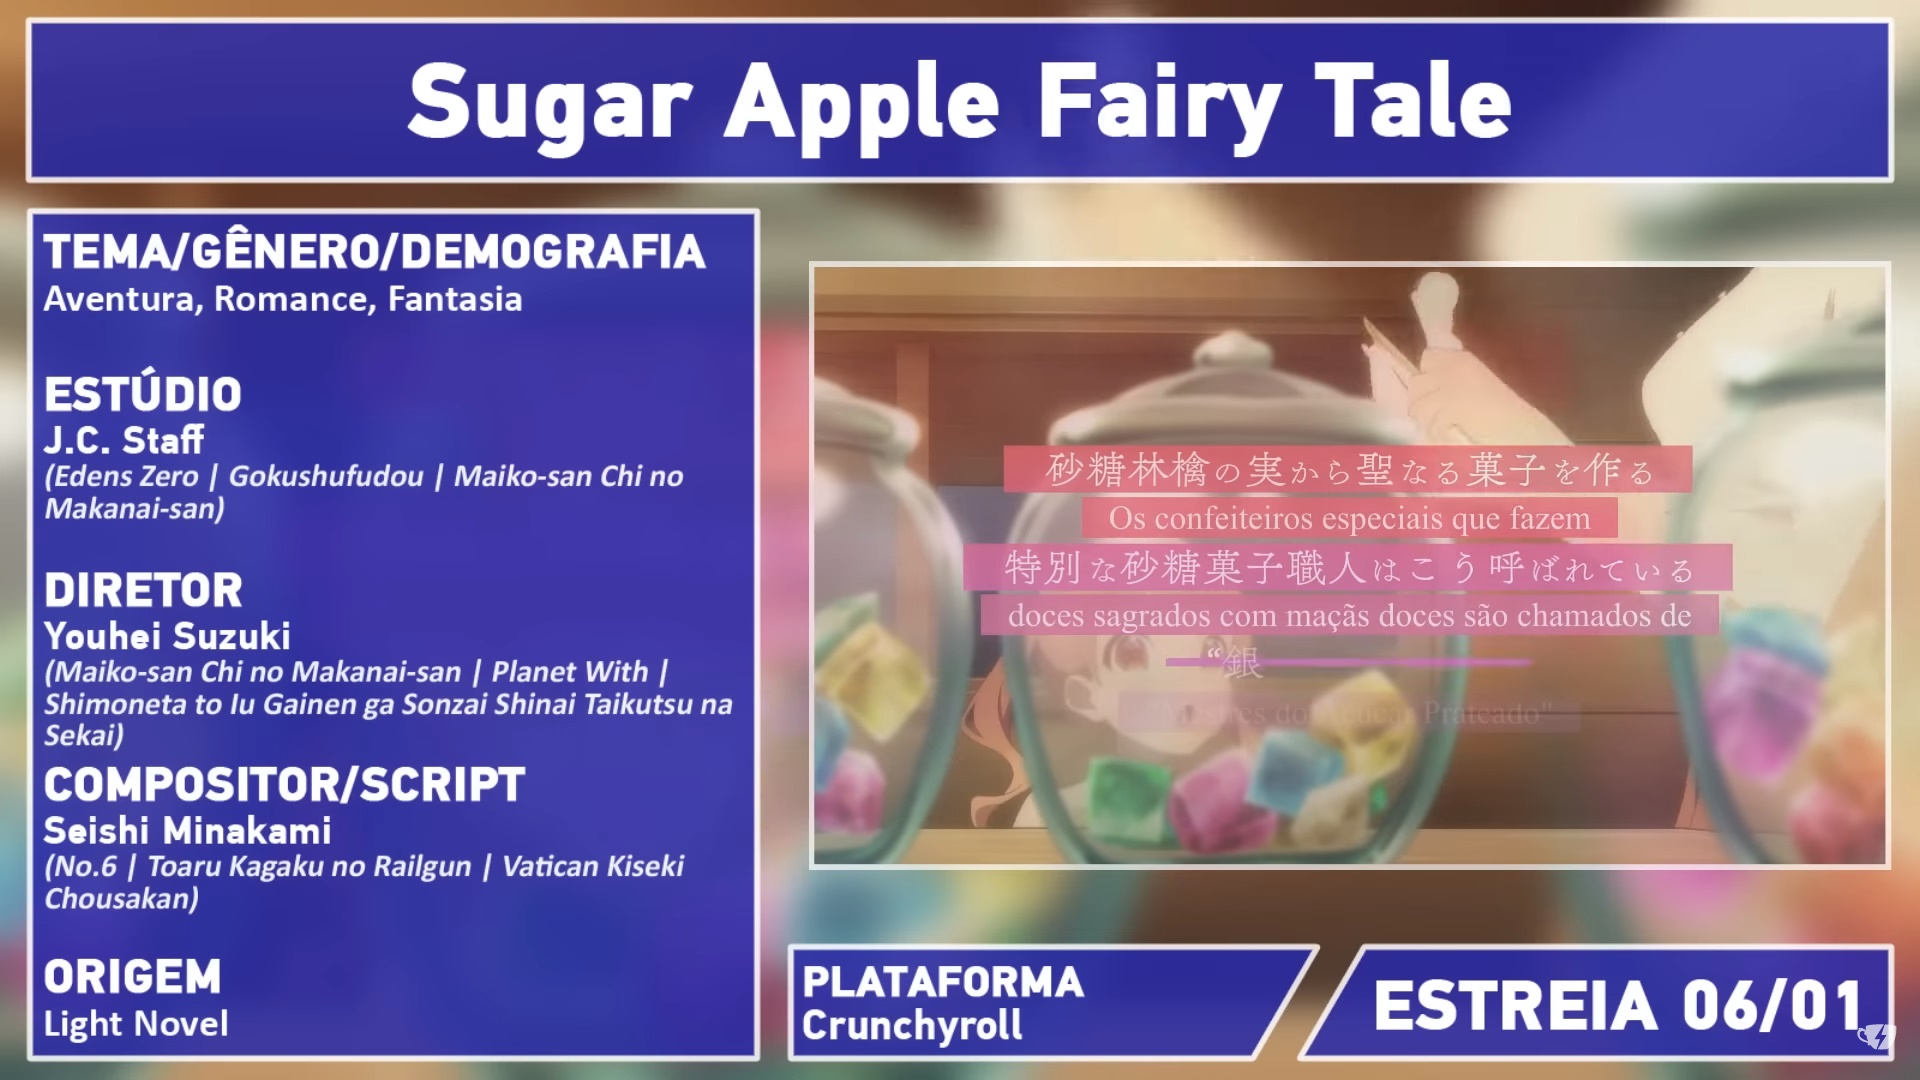 Sugar Apple Fairy Tale
TEMA/GÊNERO/DEMOGRAFIA
Aventura, Romance, Fantasia
ESTÚDIO
J.C. Staff
(Edens Zero | Gokushufudou | Maiko-san Chi no
Makanai-san)
DIRETOR
Youhei Suzuki
(Maiko-san Chi no Makanai-san | Planet With |
Shimoneta to Iu Gainen ga Sonzai Shinai Taikutsu na
Sekai)
COMPOSITOR/SCRIPT
Seishi Minakami
(No.6 | Toaru Kagaku no Railgun | Vatican Kiseki
Chousakan)
ORIGEM
Light Novel
砂糖林檎の実から聖なる菓子を作る
Os confeiteiros especiais que fazem
特別な砂糖菓子職人はこう呼ばれている
doces sagrados com maçãs doces são chamados de
“銀
"Mestres do Açúcar Prateado"
PLATAFORMA
Crunchyroll
ESTREIA 06/01